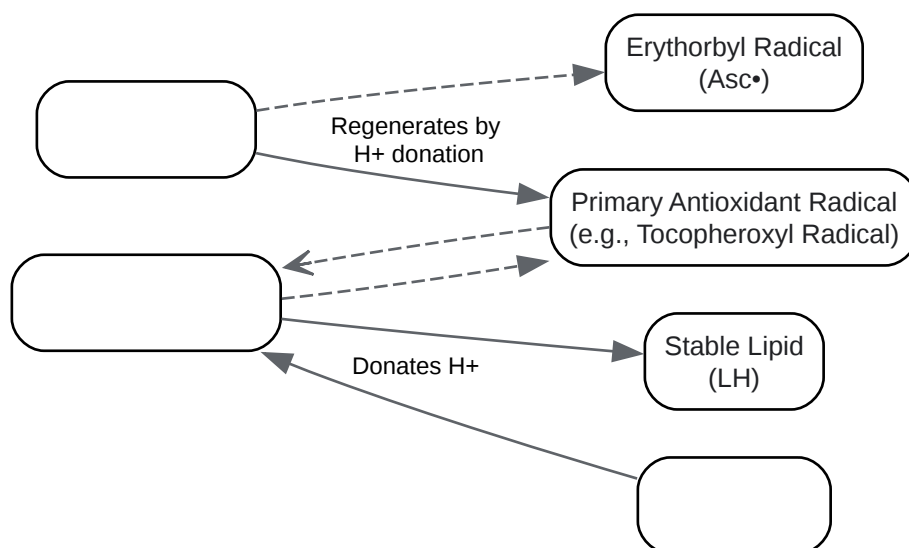 Erythorbyl Radical
(Asc•)
Regenerates by
H+ donation
Primary Antioxidant Radical
(e.g., Tocopheroxyl Radical)
Stable Lipid
(LH)
Donates H+